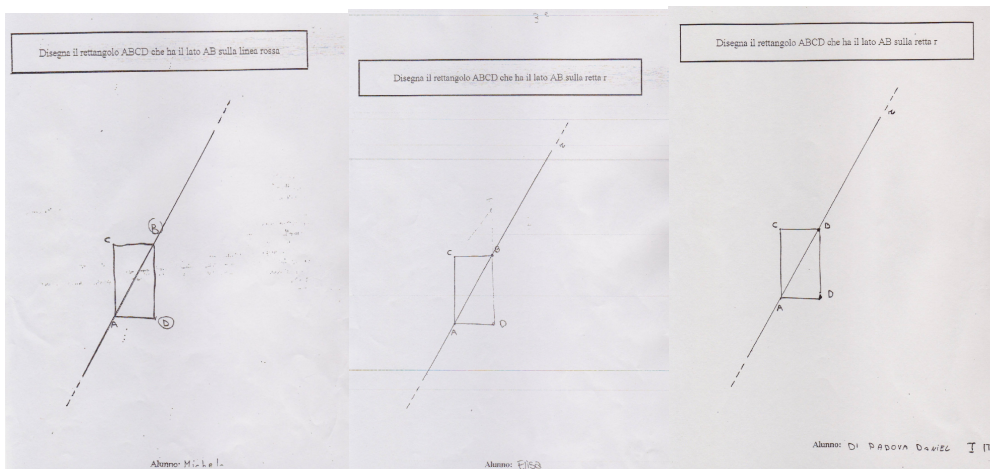 Disegna il rettangolo ABCD che ha il lato AB sulla linea rossa
B
C
A
D
Alunno:
Disegna il rettangolo ABCD che ha il lato AB sulla retta r
r
C
B
A
D
Alunno: Elisa
Disegna il rettangolo ABCD che ha il lato AB sulla retta r
r
C
B
A
D
Alunno: DI PADOVA DANIEL